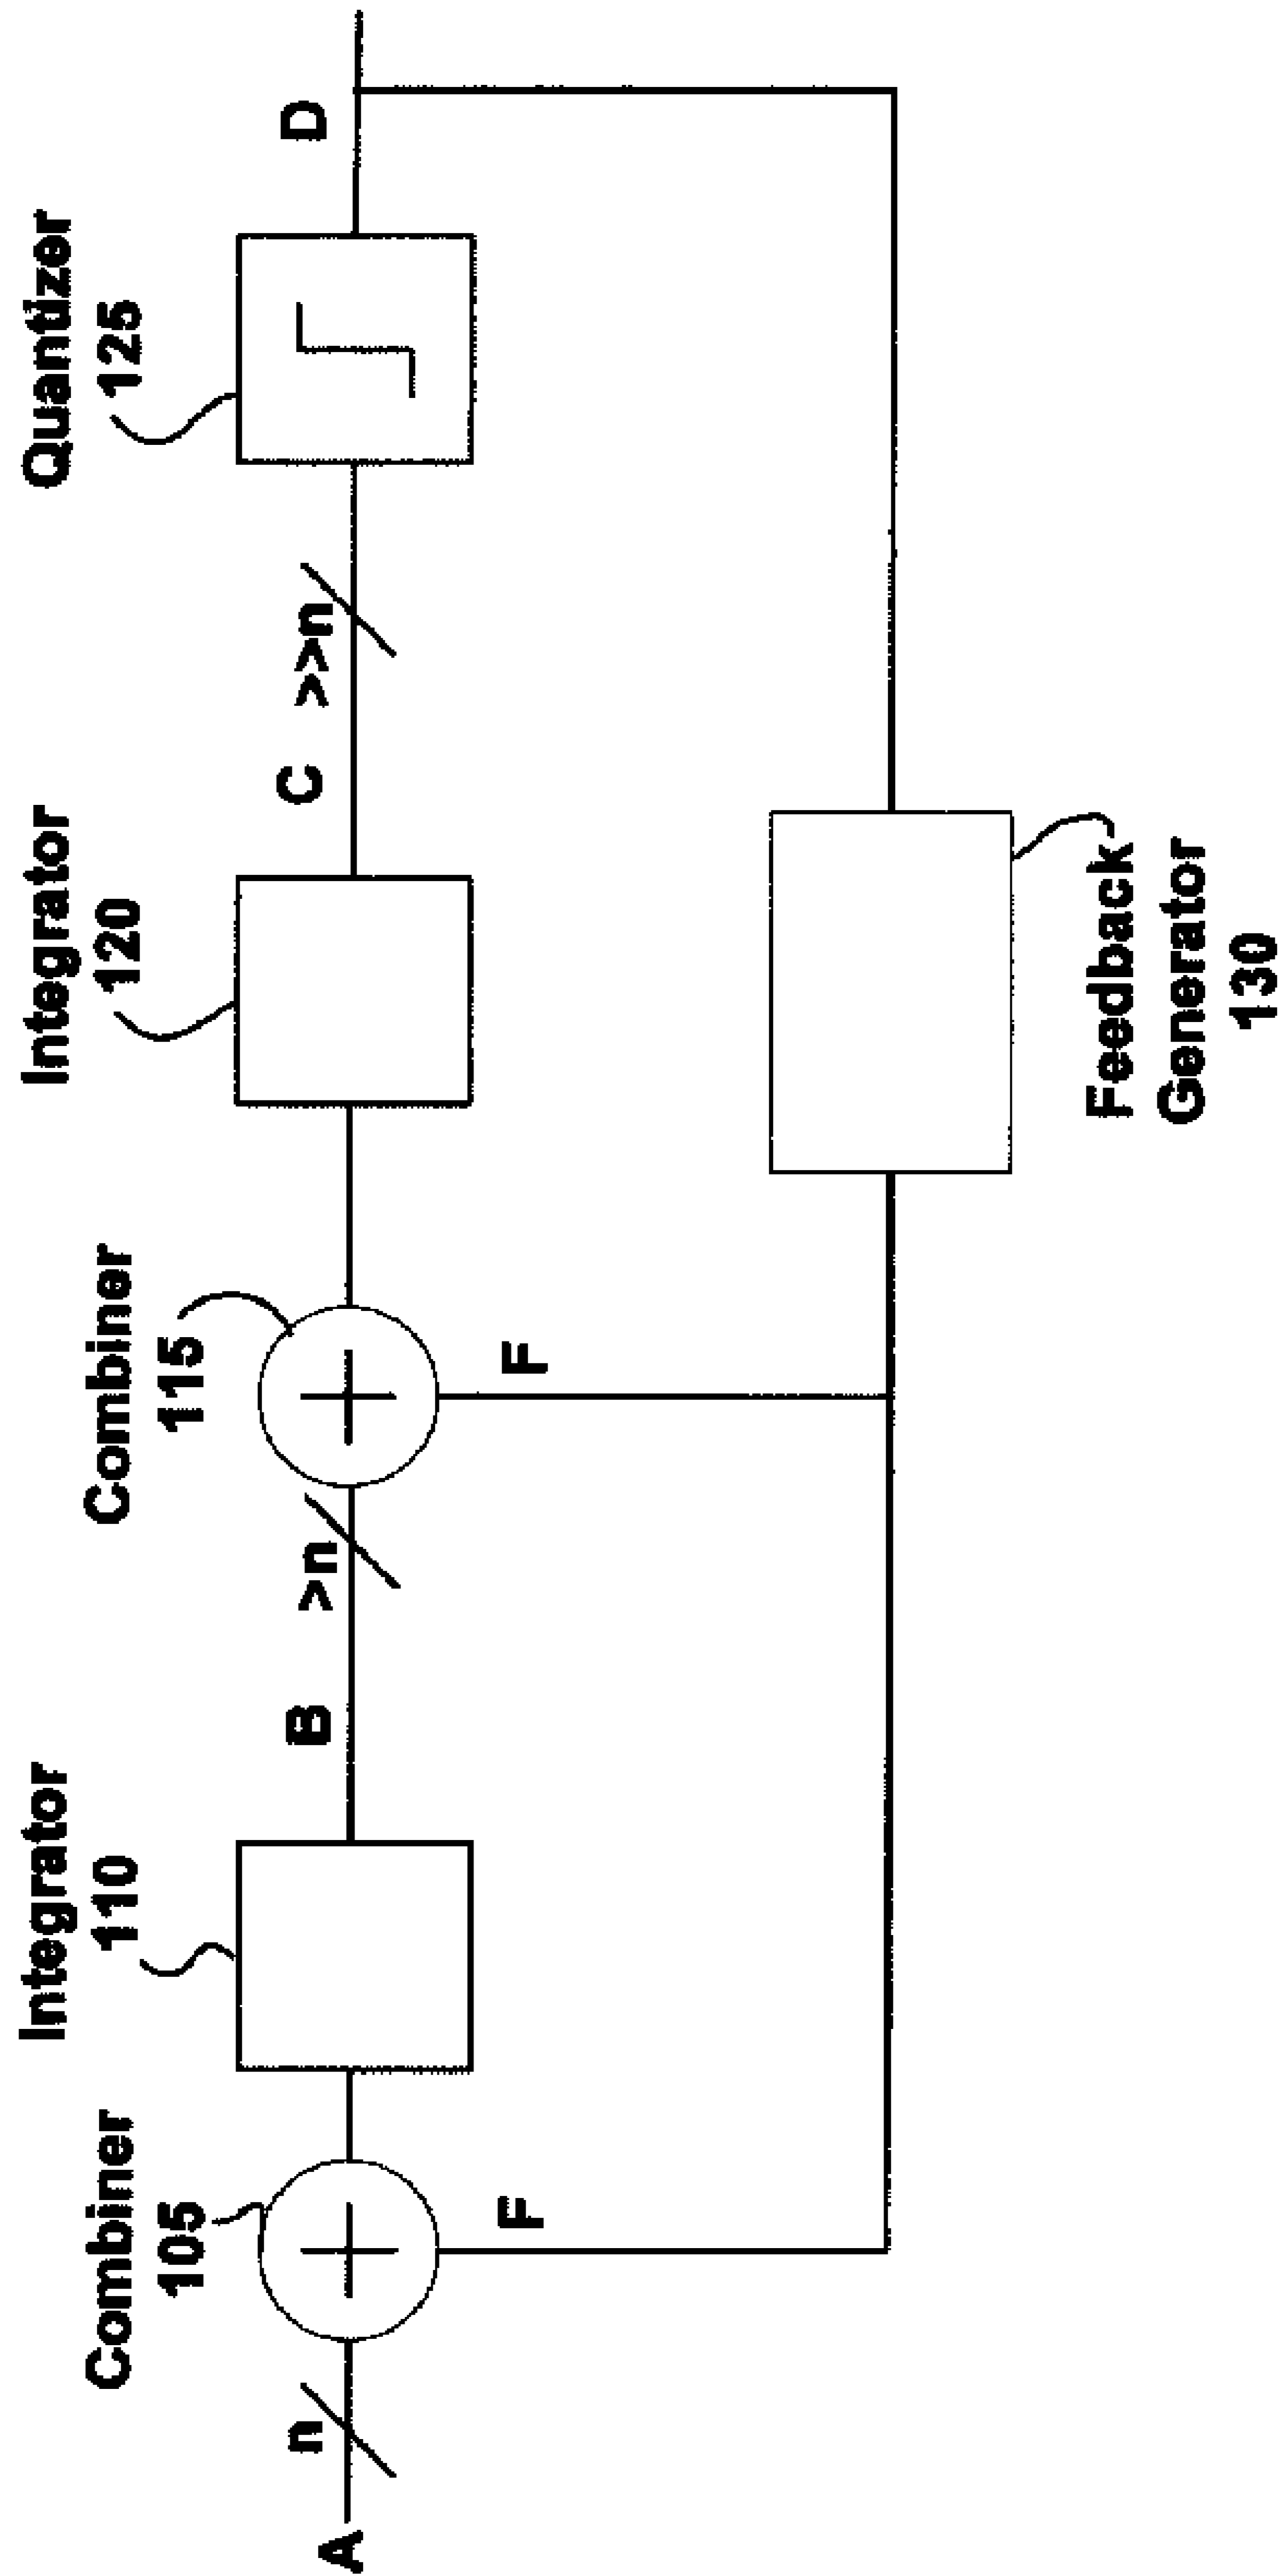 A
n
Combiner
105
F
Integrator
110
B
>n
Combiner
115
F
Integrator
120
C
>>n
Quantizer
125
D
Feedback
Generator
130